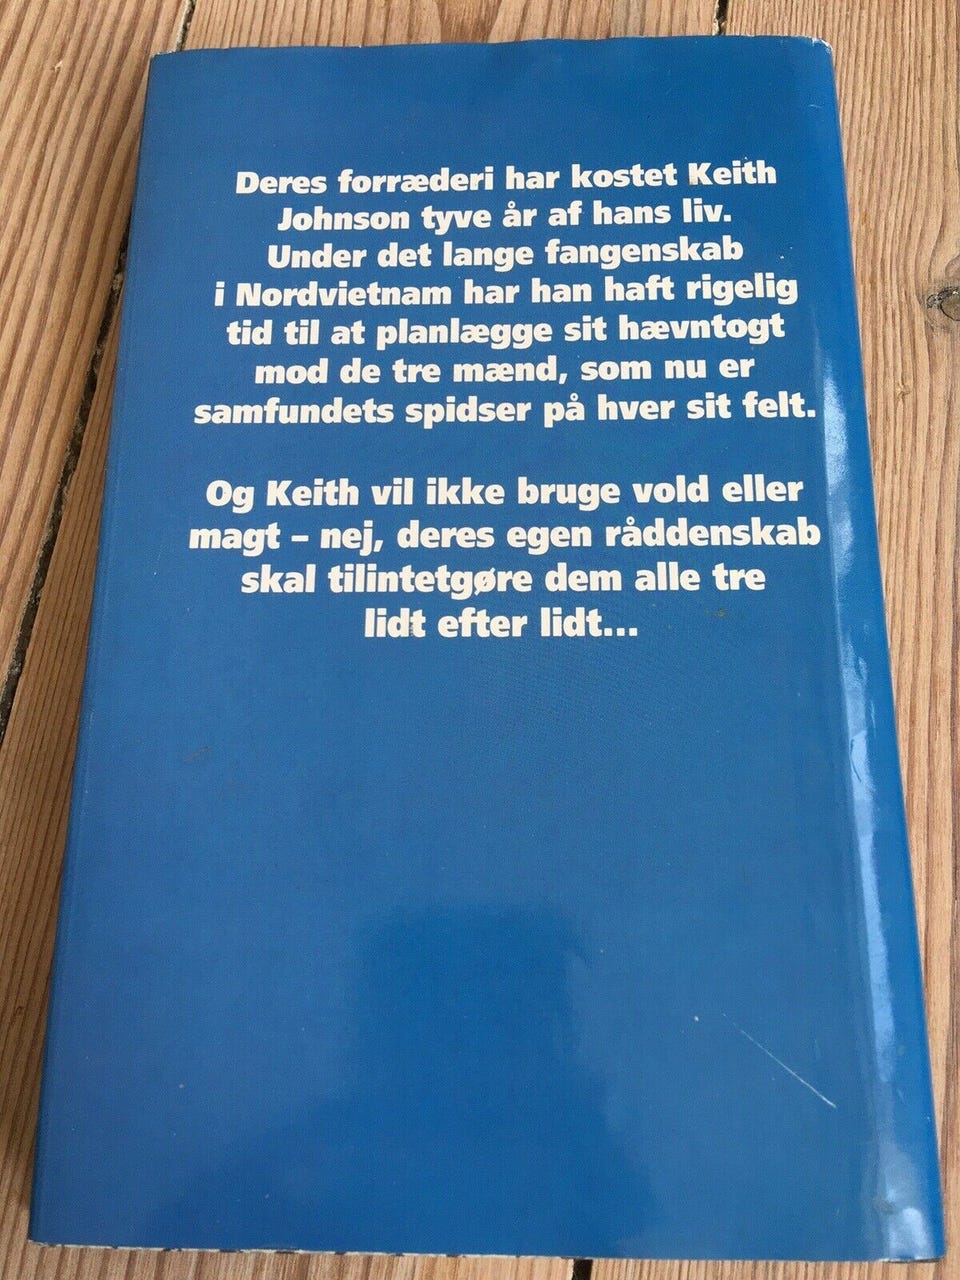 Deres forræderi har kostet Keith
Johnson tyve år af hans liv.
Under det lange fangenskab
i Nordvietnam har han haft rigelig
tid til at planlægge sit hævntogt
mod de tre mænd, som nu er
samfundets spidser på hver sit felt.
Og Keith vil ikke bruge vold eller
magt – nej, deres egen råddenskab
skal tilintetgøre dem alle tre
lidt efter lidt...